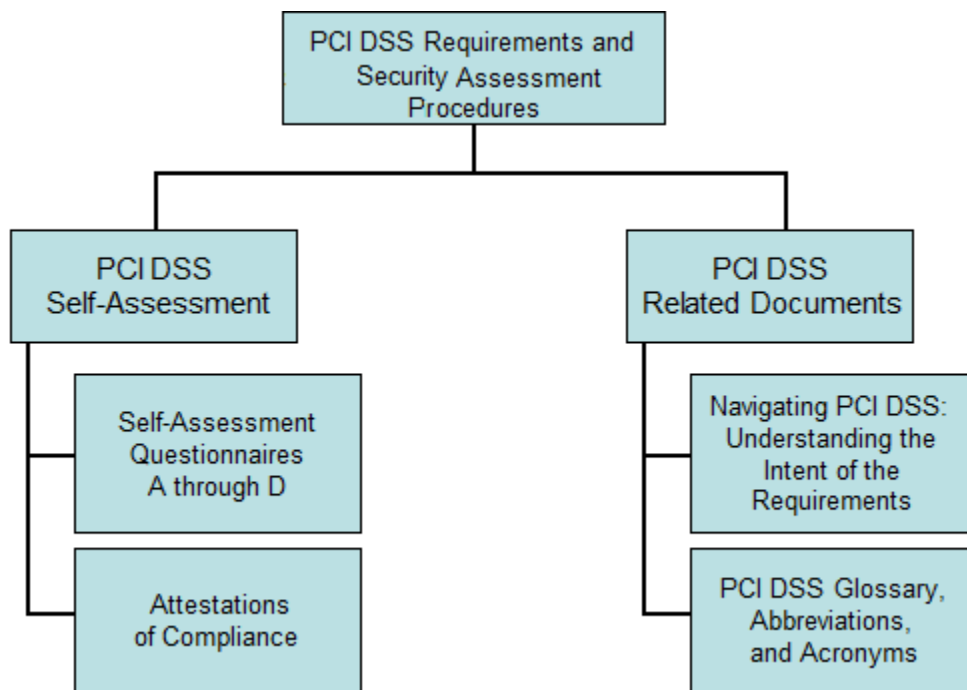 PCI DSS Requirements and
Security Assessment
Procedures
PCI DSS
Self-Assessment
PCI DSS
Related Documents
Self-Assessment
Questionnaires
A through D
Navigating PCI DSS:
Understanding the
Intent of the
Requirements
Attestations
of Compliance
PCI DSS Glossary,
Abbreviations,
and Acronyms